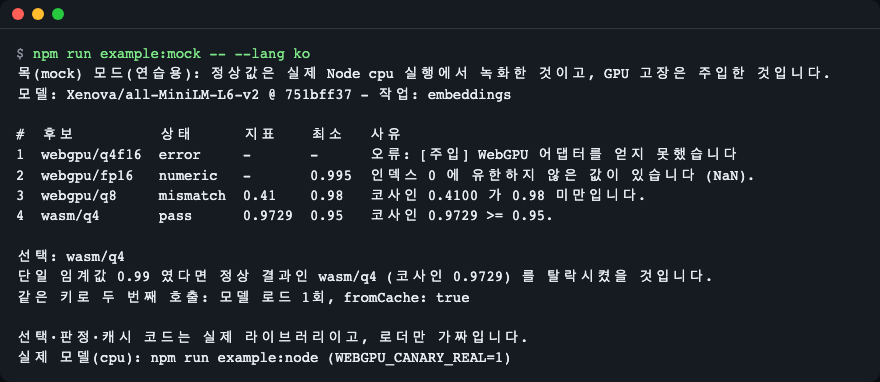 $ npm run example:mock -- --lang ko
목(mock) 모드(연습용): 정상값은 실제 Node cpu 실행에서 녹화한 것이고, GPU 고장은 주입한 것입니다.
모델: Xenova/all-MiniLM-L6-v2 @ 751bff37 - 작업: embeddings
# 후보 상태 지표 최소 사유
1 webgpu/q4f16 error - - 오류: [주입] WebGPU 어댑터를 얻지 못했습니다
2 webgpu/fp16 numeric - 0.995 인덱스 0 에 유한하지 않은 값이 있습니다 (NaN).
3 webgpu/q8 mismatch 0.41 0.98 코사인 0.4100 가 0.98 미만입니다.
4 wasm/q4 pass 0.9729 0.95 코사인 0.9729 >= 0.95.
선택: wasm/q4
단일 임계값 0.99 였다면 정상 결과인 wasm/q4 (코사인 0.9729) 를 탈락시켰을 것입니다.
같은 키로 두 번째 호출: 모델 로드 1회, fromCache: true
선택·판정·캐시 코드는 실제 라이브러리이고, 로더만 가짜입니다.
실제 모델(cpu): npm run example:node (WEBGPU_CANARY_REAL=1)